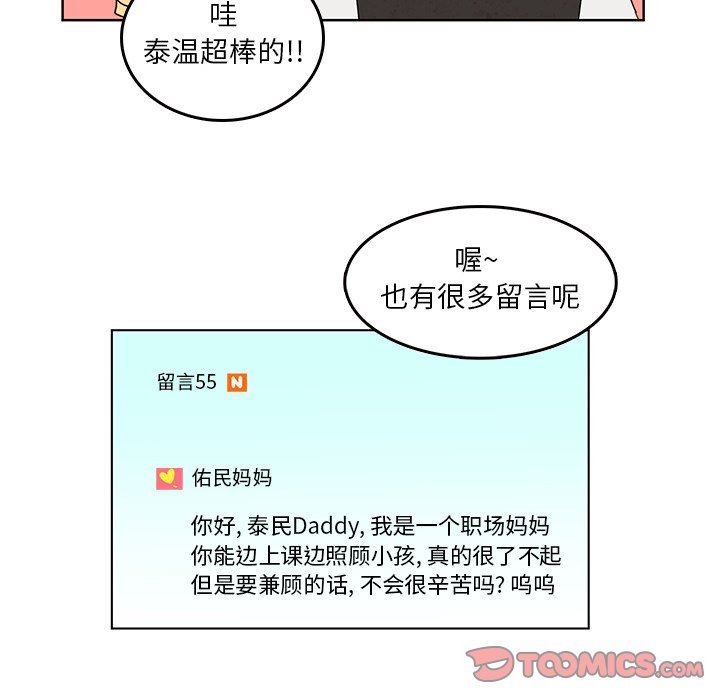 哇
泰温超棒的!!
喔~
也有很多留言呢
留言55 N
佑民妈妈
你好, 泰民Daddy, 我是一个职场妈妈
你能边上课边照顾小孩, 真的很了不起
但是要兼顾的话, 不会很辛苦吗? 呜呜
TOOMICS.COM